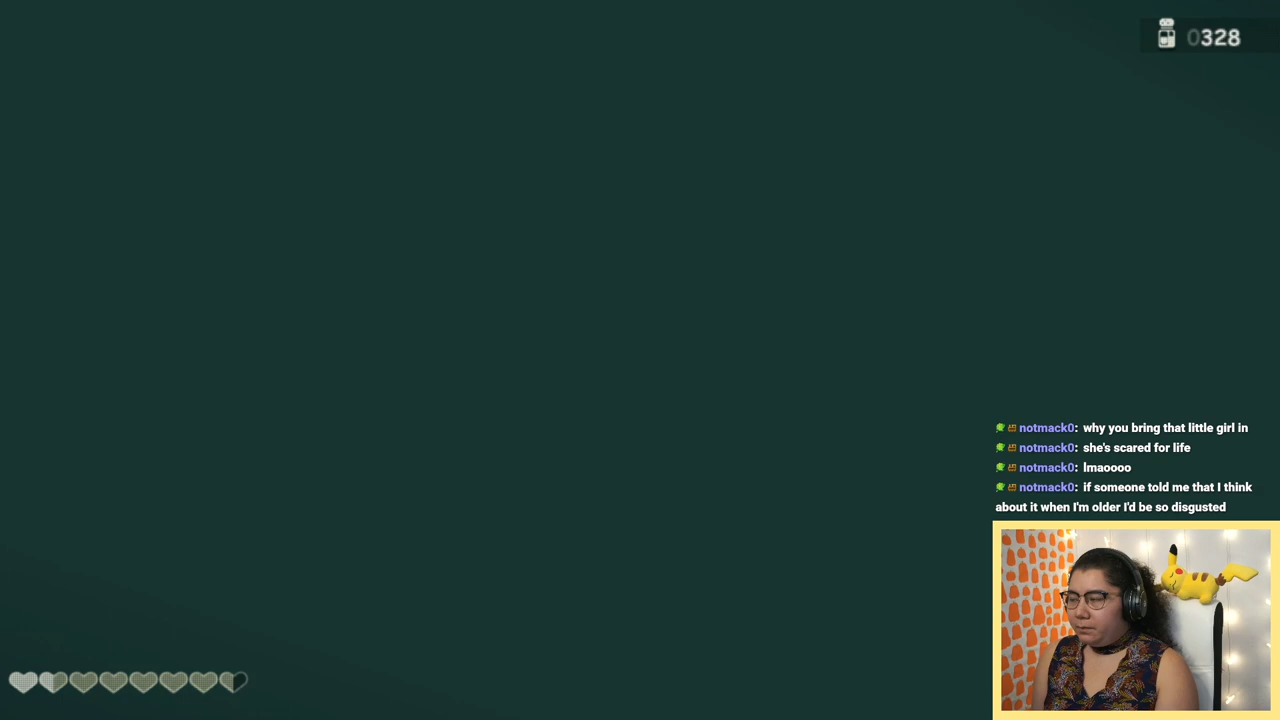 0328
notmack0: why you bring that little girl in
notmack0: she's scared for life
notmack0: lmaoooo
notmack0: if someone told me that I think
about it when I'm older I'd be so disgusted